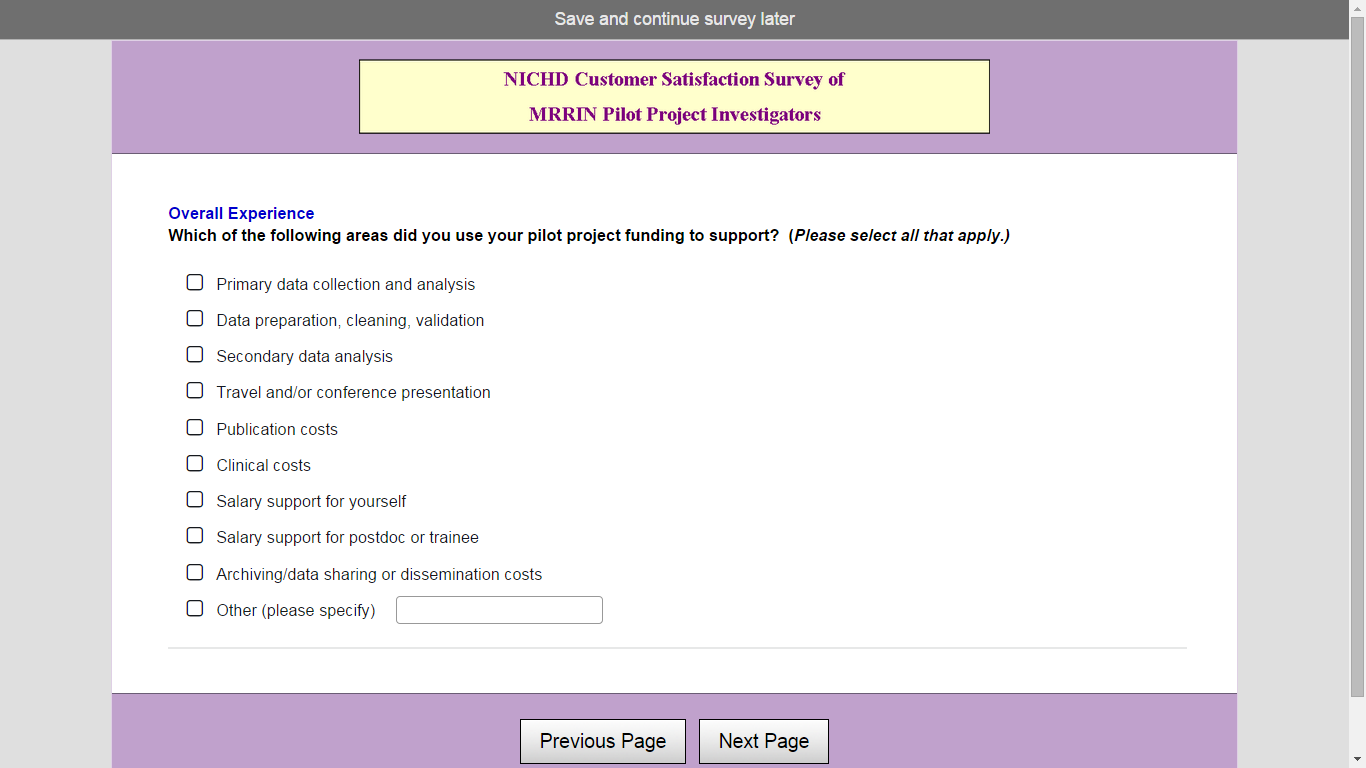 Save and continue survey later
NICHD Customer Satisfaction Survey of
MRRIN Pilot Project Investigators
Overall Experience
Which of the following areas did you use your pilot project funding to support?  (Please select all that apply.)
Primary data collection and analysis
Data preparation, cleaning, validation
Secondary data analysis
Travel and/or conference presentation
Publication costs
Clinical costs
Salary support for yourself
Salary support for postdoc or trainee
Archiving/data sharing or dissemination costs
Other (please specify)
Previous Page Next Page